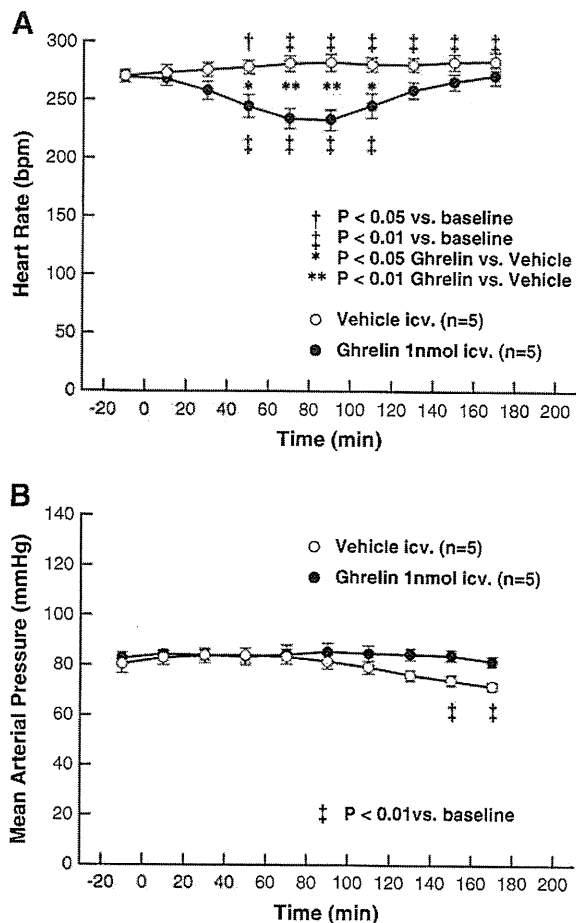 A
300
250
200
150
100
50
0
Heart Rate (bpm)
† ‡ ‡ ‡ ‡ ‡ ‡
* ** ** *
‡ ‡ ‡ ‡
† P < 0.05 vs. baseline
‡ P < 0.01 vs. baseline
* P < 0.05 Ghrelin vs. Vehicle
** P < 0.01 Ghrelin vs. Vehicle
Vehicle icv. (n=5)
Ghrelin 1nmol icv. (n=5)
-20 0 20 40 60 80 100 120 140 160 180 200
Time (min)
B
140
120
100
80
60
40
20
0
Mean Arterial Pressure (mmHg)
Vehicle icv. (n=5)
Ghrelin 1nmol icv. (n=5)
‡ ‡
‡ P < 0.01vs. baseline
-20 0 20 40 60 80 100 120 140 160 180 200
Time (min)